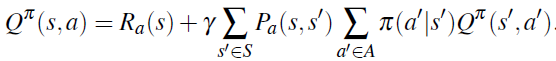 Q^π(s,a) = R_a(s) + γ ∑_{s'∈S} P_a(s,s') ∑_{a'∈A} π(a'|s')Q^π(s',a').